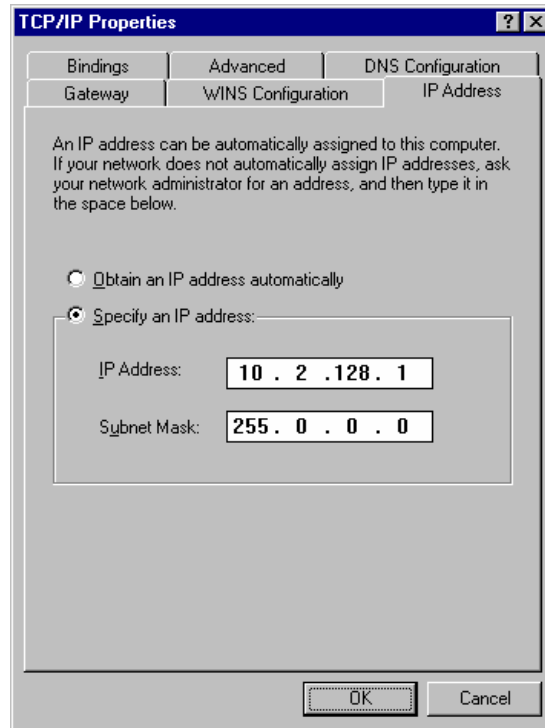 TCP/IP Properties
? ×
Bindings Advanced DNS Configuration
Gateway WINS Configuration IP Address
An IP address can be automatically assigned to this computer.
If your network does not automatically assign IP addresses, ask
your network administrator for an address, and then type it in
the space below.
Obtain an IP address automatically
Specify an IP address:
IP Address: 10 . 2 .128. 1
Subnet Mask: 255 . 0 . 0 . 0
OK Cancel